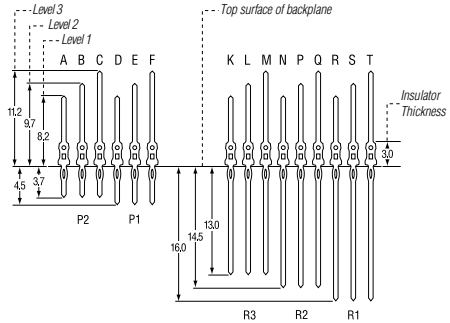 Level 3
Level 2
Level 1
Top surface of backplane
A B C D E F
K L M N P Q R S T
Insulator
Thickness
11.2
9.7
8.2
3.0
4.5
3.7
P2 P1
13.0
14.5
16.0
R3 R2 R1